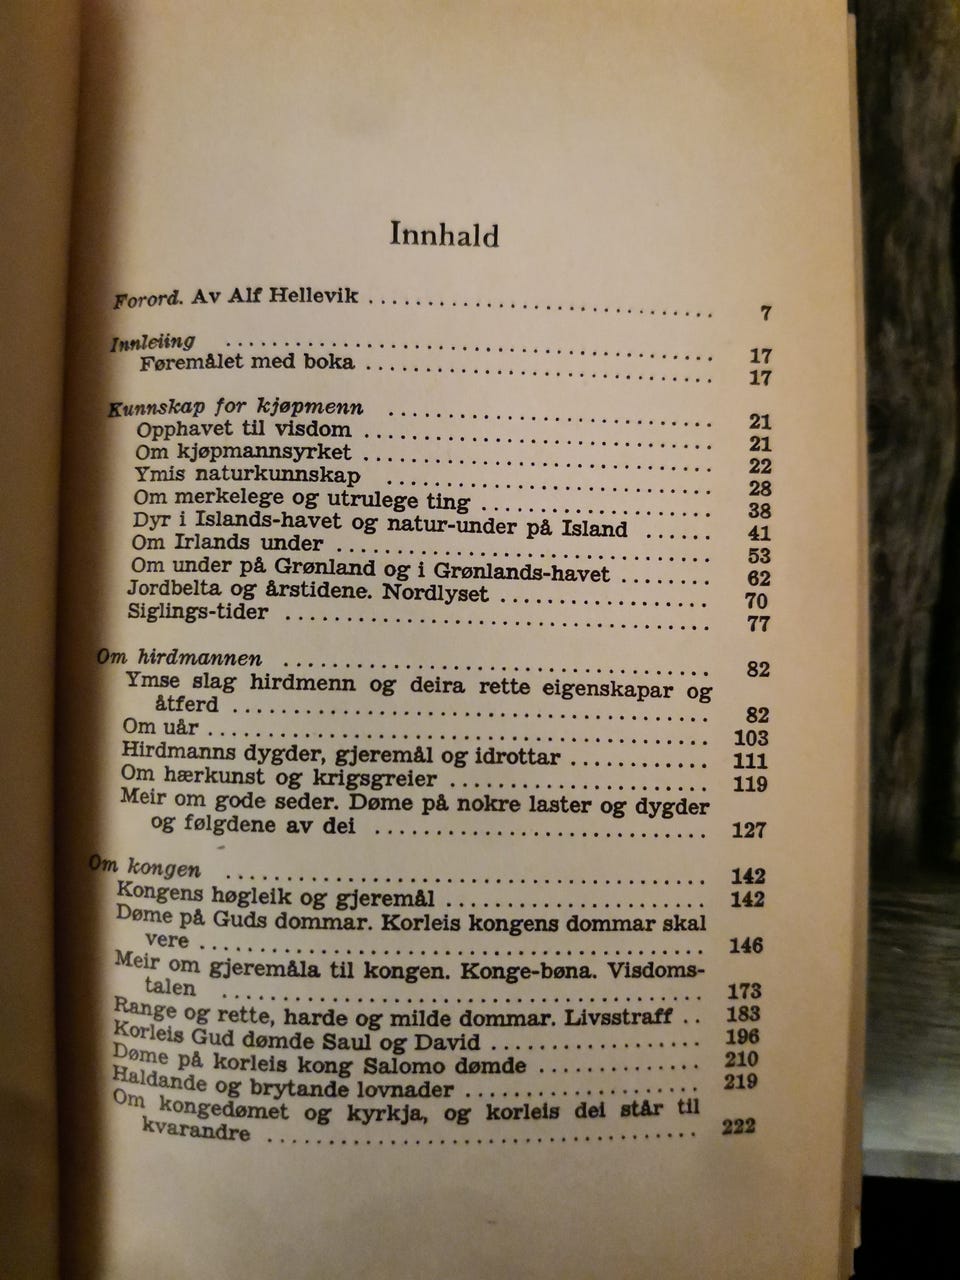 Innhald
Forord. Av Alf Hellevik ........................ 7
Innleiing ........................ 17
Føremålet med boka ........................ 17
Kunnskap for kjøpmenn ........................ 21
Opphavet til visdom ........................ 21
Om kjøpmannsyrket ........................ 22
Ymis naturkunnskap ........................ 28
Om merkelege og utrulege ting ................ 38
Dyr i Islands-havet og natur-under på Island ...... 41
Om Irlands under ........................ 53
Om under på Grønland og i Grønlands-havet ........ 62
Jordbelta og årstidene. Nordlyset ................ 70
Siglings-tider ........................ 77
Om hirdmannen ........................ 82
Ymse slag hirdmenn og deira rette eigenskapar og
åtferd ........................ 82
Om uår ........................ 103
Hirdmanns dygder, gjeremål og idrottar ............ 111
Om hærkunst og krigsgreier ...................... 119
Meir om gode seder. Døme på nokre laster og dygder
og følgdene av dei ........................ 127
Om kongen ........................ 142
Kongens høgleik og gjeremål ...................... 142
Døme på Guds dommar. Korleis kongens dommar skal
vere ........................ 146
Meir om gjeremåla til kongen. Konge-bøna. Visdoms-
talen ........................ 173
Range og rette, harde og milde dommar. Livsstraff .. 183
Korleis Gud dømde Saul og David .................. 196
Døme på korleis kong Salomo dømde .............. 210
Haldande og brytande lovnader .................... 219
Om kongedømet og kyrkja, og korleis dei står til
kvarandre ........................ 222